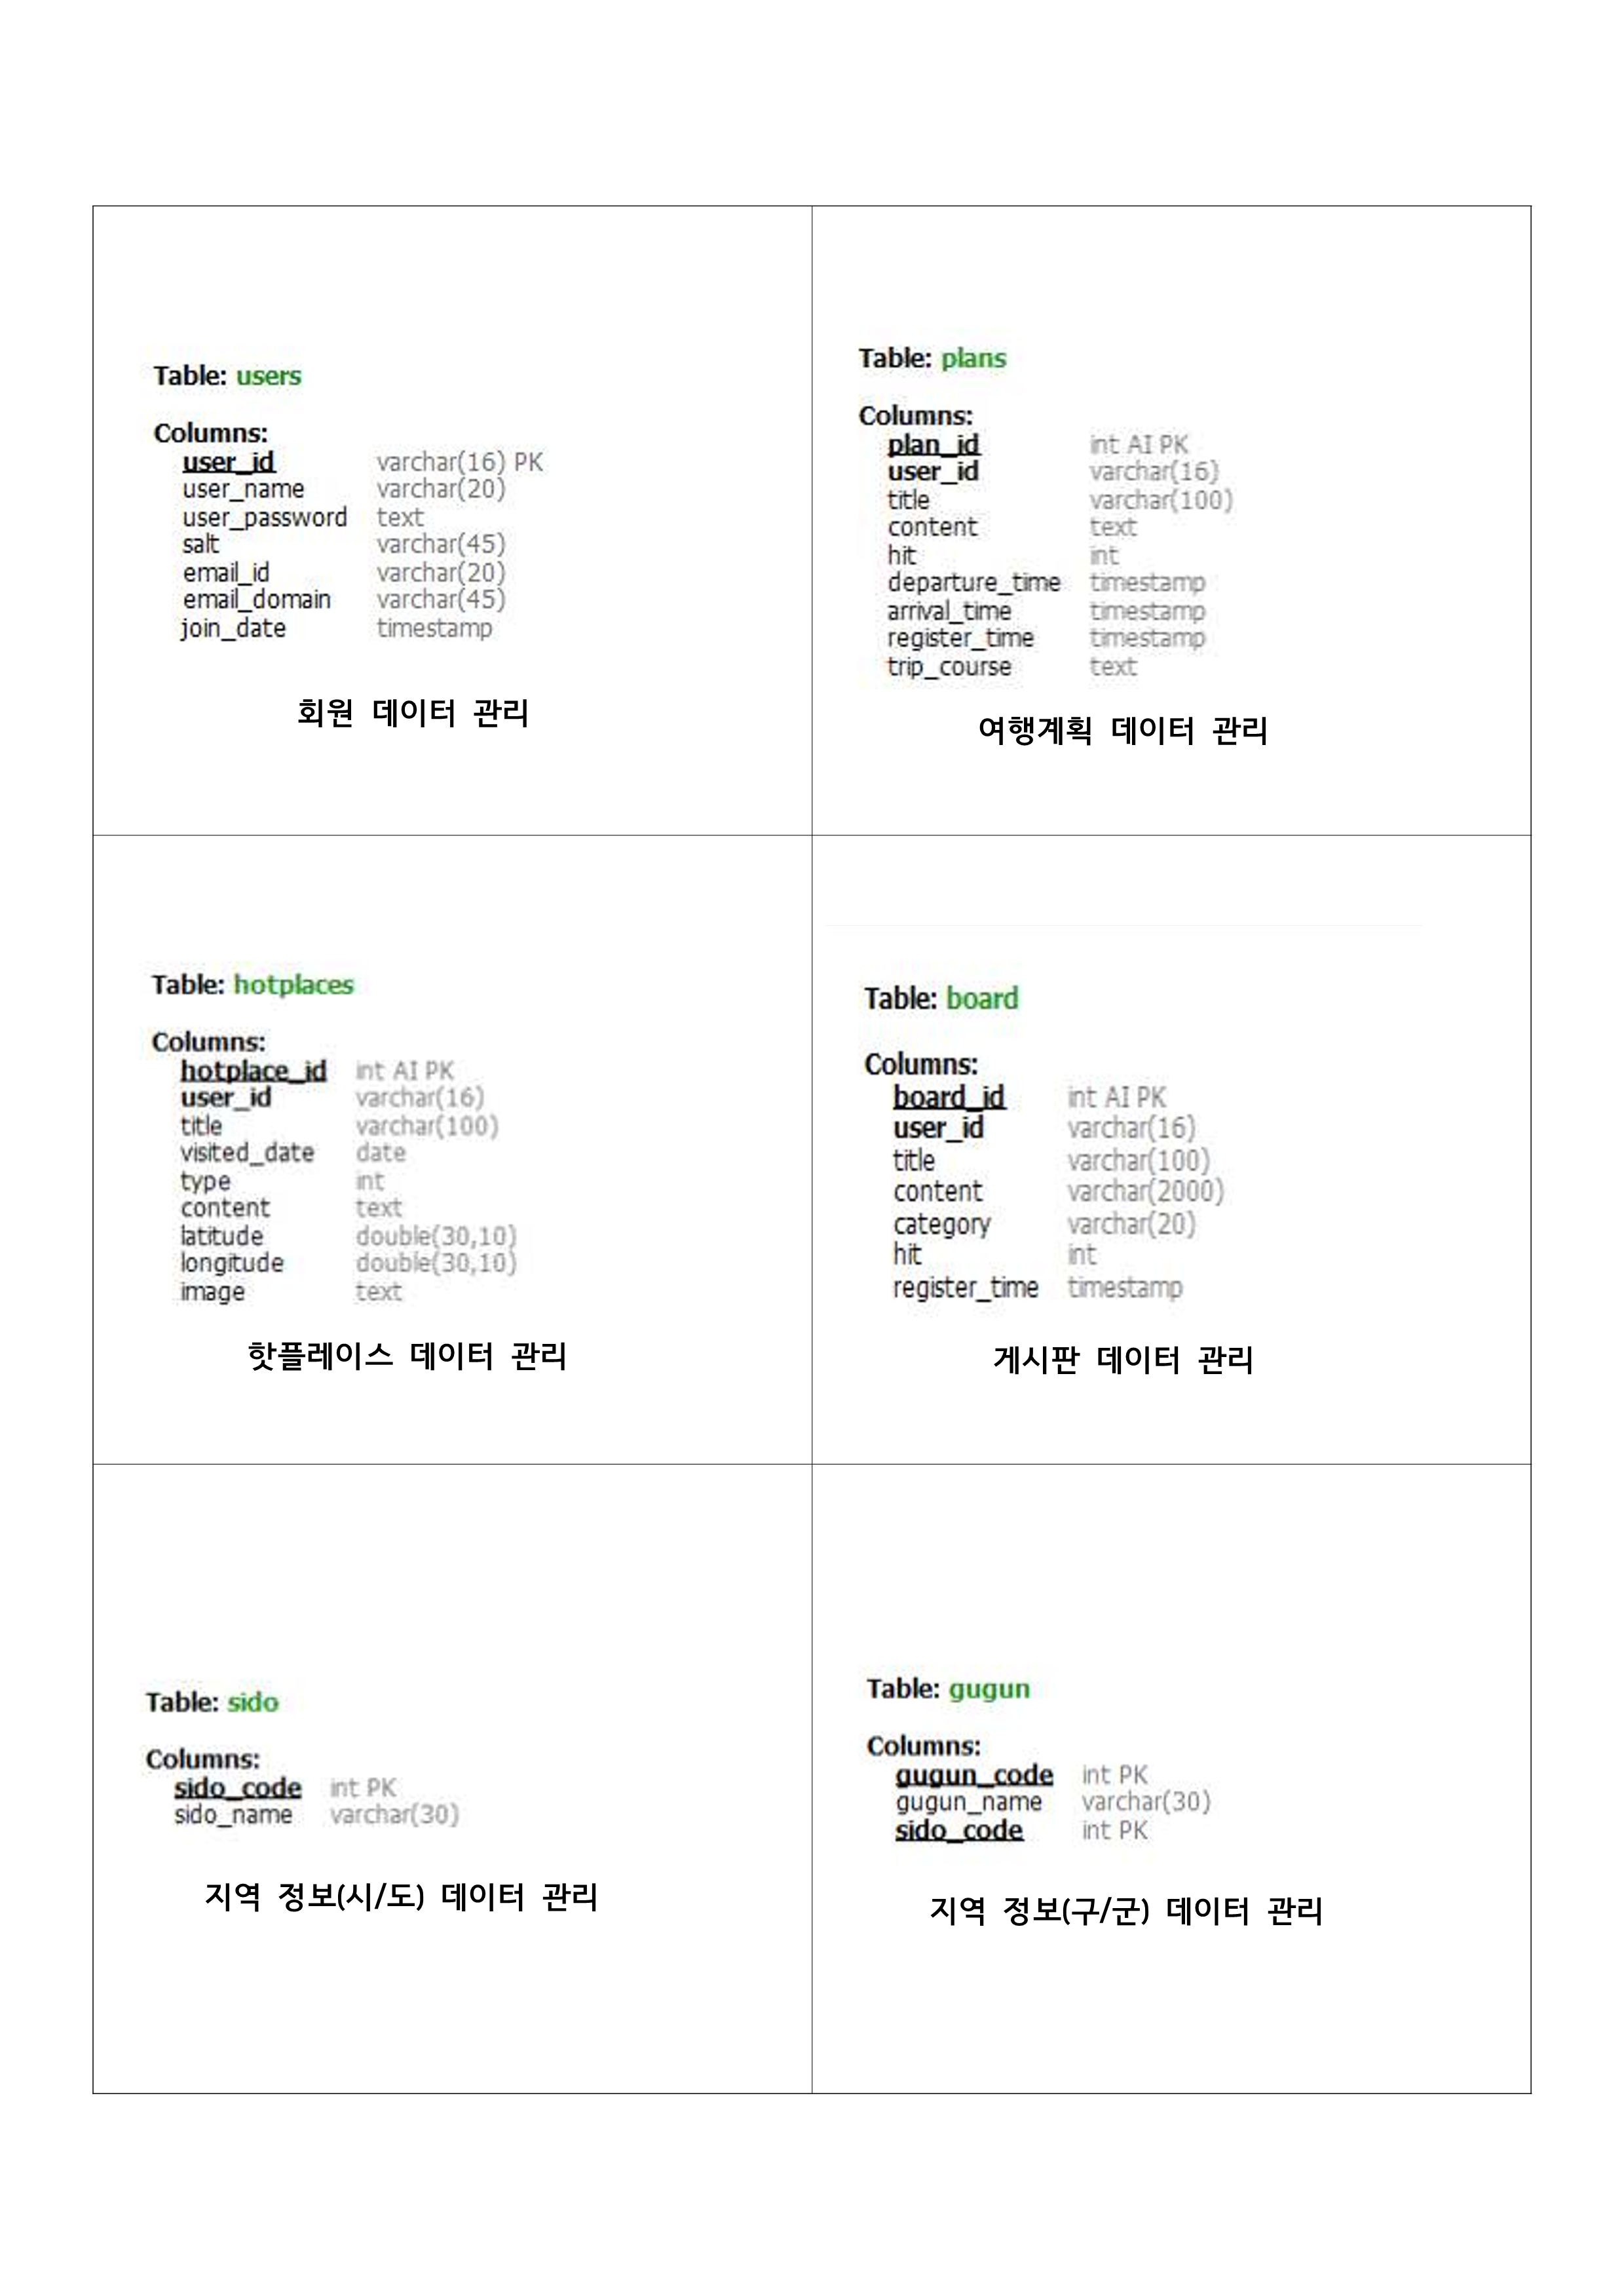 Table: users
Columns:
user_id varchar(16) PK
user_name varchar(20)
user_password text
salt varchar(45)
email_id varchar(20)
email_domain varchar(45)
join_date timestamp
회원 데이터 관리
Table: plans
Columns:
plan_id int AI PK
user_id varchar(16)
title varchar(100)
content text
hit int
departure_time timestamp
arrival_time timestamp
register_time timestamp
trip_course text
여행계획 데이터 관리
Table: hotplaces
Columns:
hotplace_id int AI PK
user_id varchar(16)
title varchar(100)
visited_date date
type int
content text
latitude double(30,10)
longitude double(30,10)
image text
핫플레이스 데이터 관리
Table: board
Columns:
board_id int AI PK
user_id varchar(16)
title varchar(100)
content varchar(2000)
category varchar(20)
hit int
register_time timestamp
게시판 데이터 관리
Table: sido
Columns:
sido_code int PK
sido_name varchar(30)
지역 정보(시/도) 데이터 관리
Table: gugun
Columns:
gugun_code int PK
gugun_name varchar(30)
sido_code int PK
지역 정보(구/군) 데이터 관리